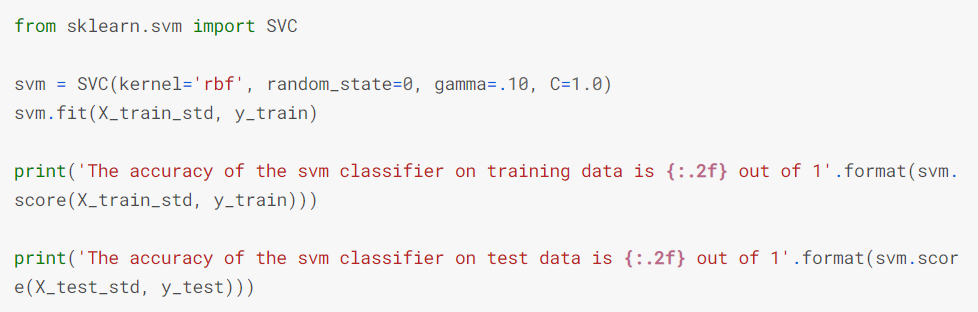 from sklearn.svm import SVC
svm = SVC(kernel='rbf', random_state=0, gamma=.10, C=1.0)
svm.fit(X_train_std, y_train)
print('The accuracy of the svm classifier on training data is {:.2f} out of 1'.format(svm.
score(X_train_std, y_train)))
print('The accuracy of the svm classifier on test data is {:.2f} out of 1'.format(svm.scor
e(X_test_std, y_test)))